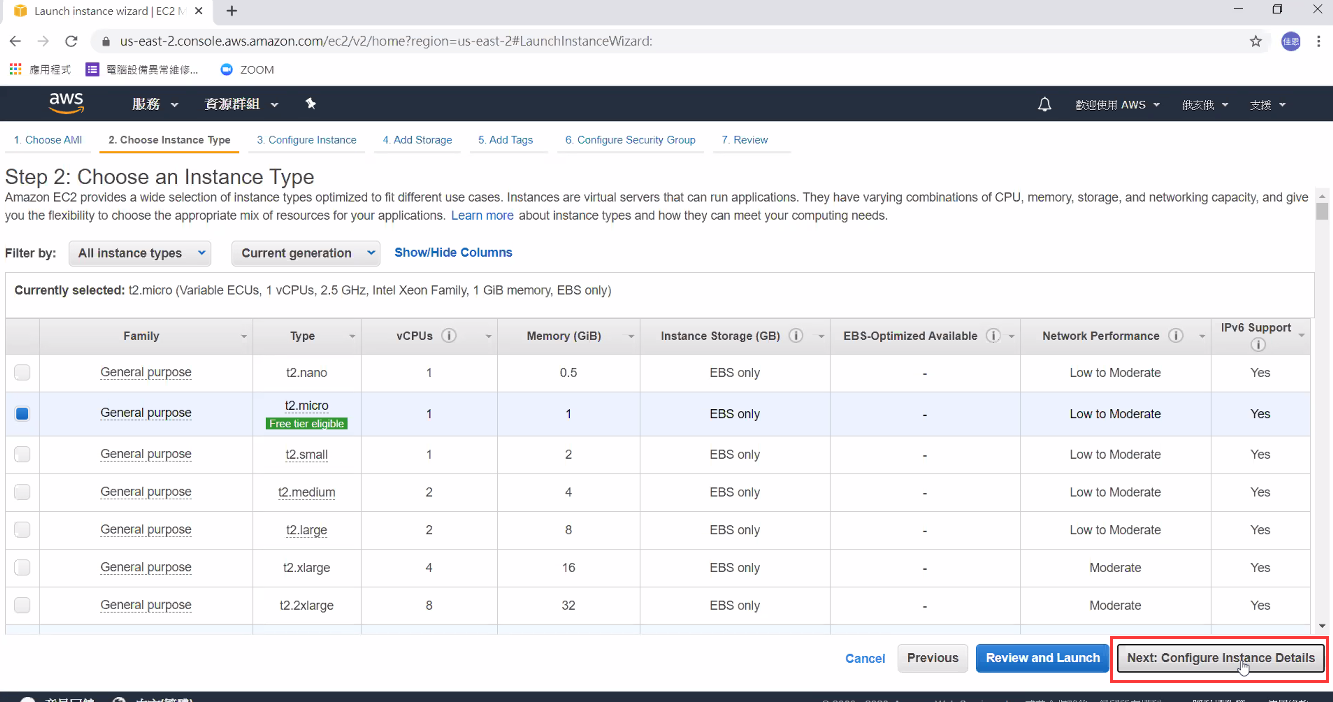 Launch instance wizard | EC2 M
us-east-2.console.aws.amazon.com/ec2/v2/home?region=us-east-2#LaunchInstanceWizard:
佳恩
應用程式 電腦設備異常維修... ZOOM
aws 服務 資源群組 歡迎使用 AWS 俄亥俄 支援
1. Choose AMI 2. Choose Instance Type 3. Configure Instance 4. Add Storage 5. Add Tags 6. Configure Security Group 7. Review
Step 2: Choose an Instance Type
Amazon EC2 provides a wide selection of instance types optimized to fit different use cases. Instances are virtual servers that can run applications. They have varying combinations of CPU, memory, storage, and networking capacity, and give
you the flexibility to choose the appropriate mix of resources for your applications. Learn more about instance types and how they can meet your computing needs.
Filter by: All instance types Current generation Show/Hide Columns
Currently selected: t2.micro (Variable ECUs, 1 vCPUs, 2.5 GHz, Intel Xeon Family, 1 GiB memory, EBS only)
Family Type vCPUs Memory (GiB) Instance Storage (GB) EBS-Optimized Available Network Performance IPv6 Support
General purpose t2.nano 1 0.5 EBS only - Low to Moderate Yes
General purpose t2.micro 1 1 EBS only - Low to Moderate Yes
Free tier eligible
General purpose t2.small 1 2 EBS only - Low to Moderate Yes
General purpose t2.medium 2 4 EBS only - Low to Moderate Yes
General purpose t2.large 2 8 EBS only - Low to Moderate Yes
General purpose t2.xlarge 4 16 EBS only - Moderate Yes
General purpose t2.2xlarge 8 32 EBS only - Moderate Yes
Cancel Previous Review and Launch Next: Configure Instance Details